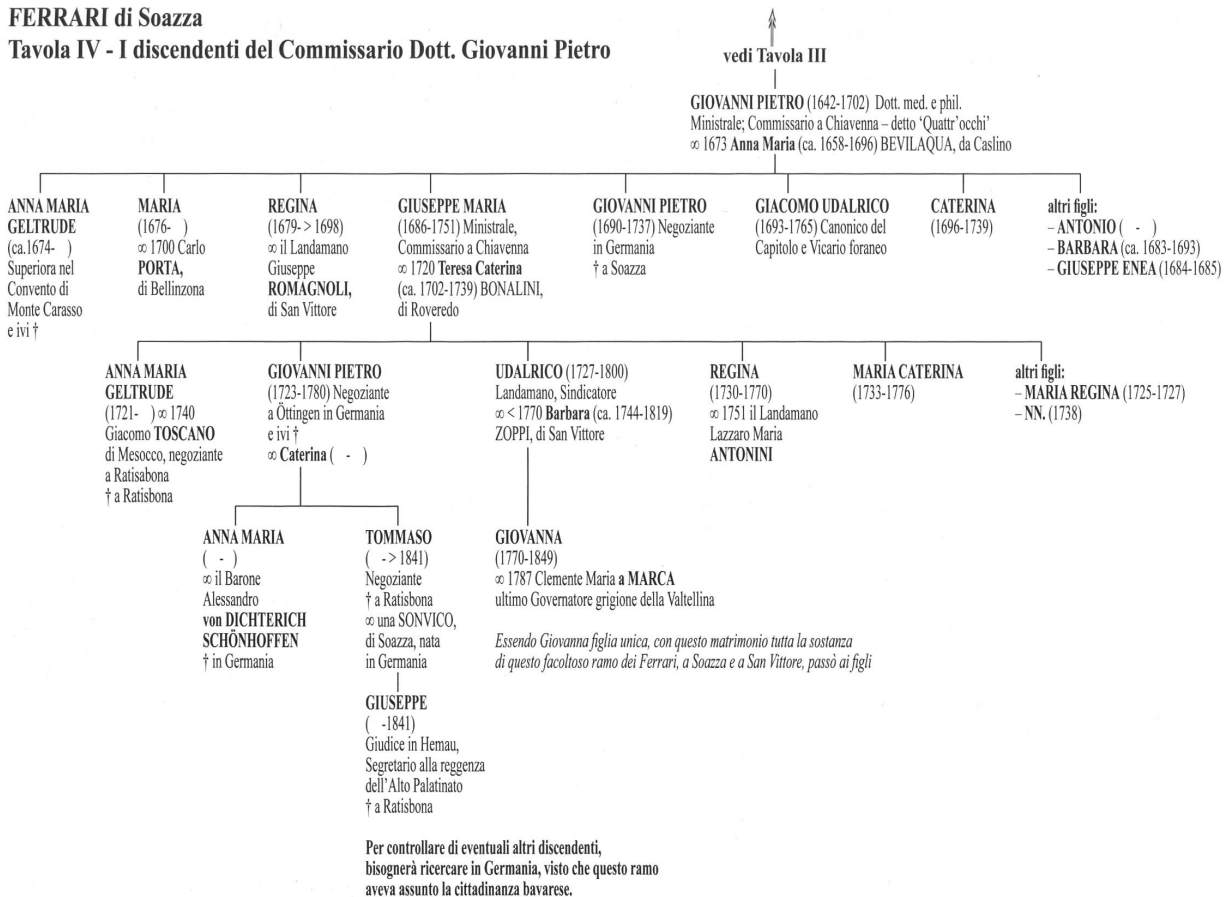 FERRARI di Soazza
Tavola IV - I discendenti del Commissario Dott. Giovanni Pietro
vedi Tavola III
GIOVANNI PIETRO (1642-1702) Dott. med. e phil.
Ministrale; Commissario a Chiavenna – detto ‘Quattr’occhi’
∞ 1673 Anna Maria (ca. 1658-1696) BEVILAQUA, da Caslino
ANNA MARIA
GELTRUDE
(ca.1674- )
Superiora nel
Convento di
Monte Carasso
e ivi †
MARIA
(1676- )
∞ 1700 Carlo
PORTA,
di Bellinzona
REGINA
(1679- > 1698)
∞ il Landamano
Giuseppe
ROMAGNOLI,
di San Vittore
GIUSEPPE MARIA
(1686-1751) Ministrale,
Commissario a Chiavenna
∞ 1720 Teresa Caterina
(ca. 1702-1739) BONALINI,
di Roveredo
GIOVANNI PIETRO
(1690-1737) Negoziante
in Germania
† a Soazza
GIACOMO UDALRICO
(1693-1765) Canonico del
Capitolo e Vicario foraneo
CATERINA
(1696-1739)
altri figli:
– ANTONIO ( - )
– BARBARA (ca. 1683-1693)
– GIUSEPPE ENEA (1684-1685)
ANNA MARIA
GELTRUDE
(1721- ) ∞ 1740
Giacomo TOSCANO
di Mesocco, negoziante
a Ratisabona
† a Ratisbona
GIOVANNI PIETRO
(1723-1780) Negoziante
a Öttingen in Germania
e ivi †
∞ Caterina ( - )
UDALRICO (1727-1800)
Landamano, Sindicatore
∞ < 1770 Barbara (ca. 1744-1819)
ZOPPI, di San Vittore
REGINA
(1730-1770)
∞ 1751 il Landamano
Lazzaro Maria
ANTONINI
MARIA CATERINA
(1733-1776)
altri figli:
– MARIA REGINA (1725-1727)
– NN. (1738)
ANNA MARIA
( - )
∞ il Barone
Alessandro
von DICHTERICH
SCHÖNHOFFEN
† in Germania
TOMMASO
( -> 1841)
Negoziante
† a Ratisbona
∞ una SONVICO,
di Soazza, nata
in Germania
GIOVANNA
(1770-1849)
∞ 1787 Clemente Maria a MARCA
ultimo Governatore grigione della Valtellina
Essendo Giovanna figlia unica, con questo matrimonio tutta la sostanza
di questo facoltoso ramo dei Ferrari, a Soazza e a San Vittore, passò ai figli
GIUSEPPE
( -1841)
Giudice in Hemau,
Segretario alla reggenza
dell’Alto Palatinato
† a Ratisbona
Per controllare di eventuali altri discendenti,
bisognerà ricercare in Germania, visto che questo ramo
aveva assunto la cittadinanza bavarese.